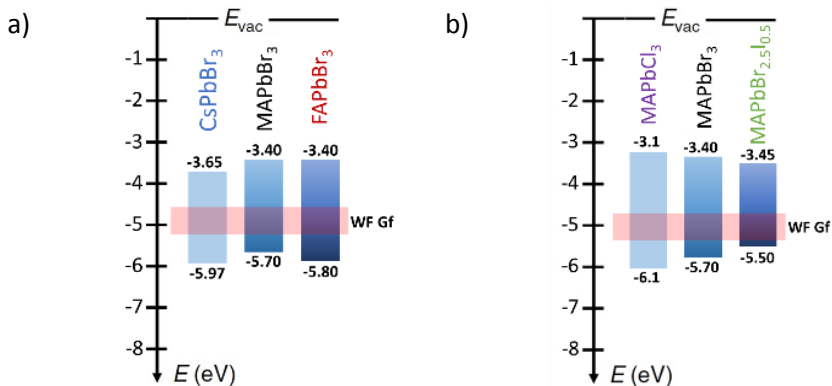 a)
E_vac
-1
-2
-3
-4
-5
-6
-7
-8
CsPbBr₃
MAPbBr₃
FAPbBr₃
-3.65
-3.40
-3.40
WF Gf
-5.97
-5.70
-5.80
E (eV)
b)
E_vac
-1
-2
-3
-4
-5
-6
-7
-8
MAPbCl₃
MAPbBr₃
MAPbBr₂.₅I₀.₅
-3.1
-3.40
-3.45
WF Gf
-6.1
-5.70
-5.50
E (eV)